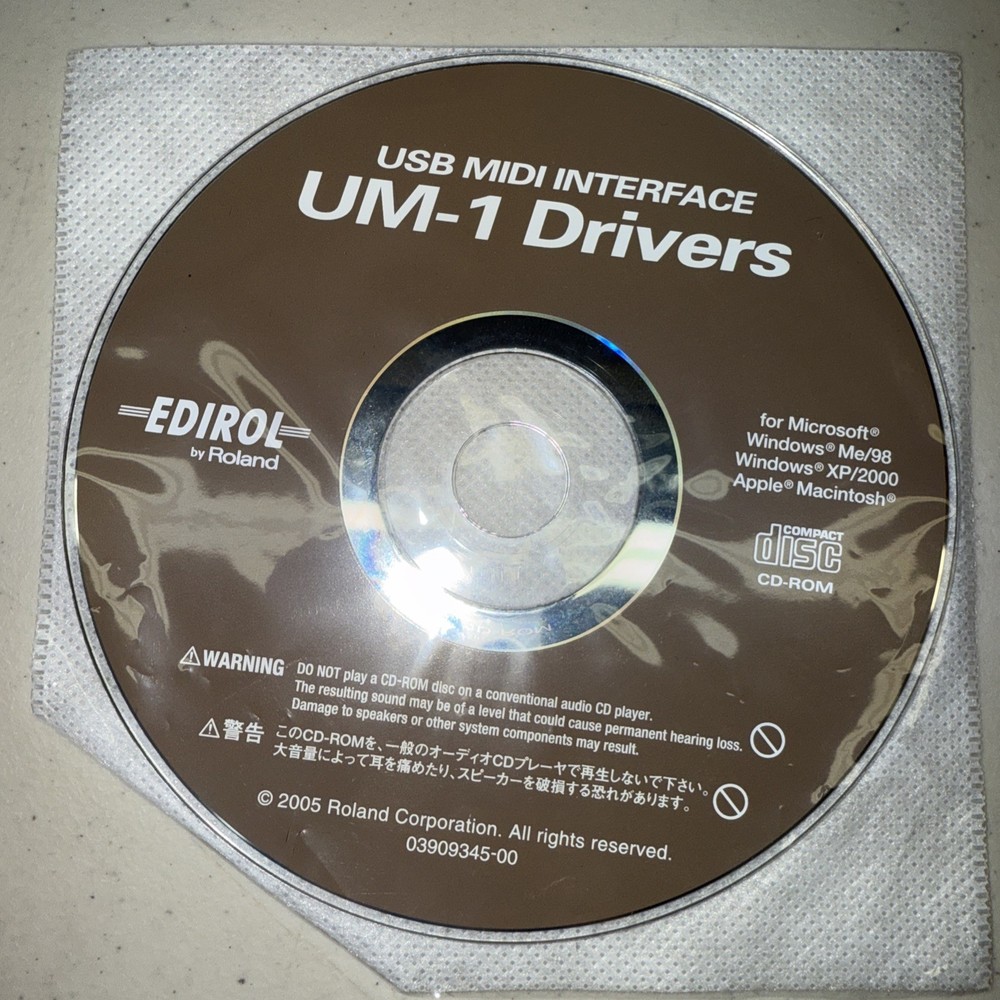 USB MIDI INTERFACE
UM-1 Drivers
EDIROL
by Roland
for Microsoft®
Windows® Me/98
Windows® XP/2000
Apple® Macintosh®
COMPACT
disc
CD-ROM
⚠WARNING
DO NOT play a CD-ROM disc on a conventional audio CD player.
The resulting sound may be of a level that could cause permanent hearing loss.
Damage to speakers or other system components may result.
⚠警告
このCD-ROMを、一般のオーディオCDプレーヤで再生しないで下さい。
大音量によって耳を痛めたり、スピーカーを破損する恐れがあります。
© 2005 Roland Corporation. All rights reserved.
03909345-00